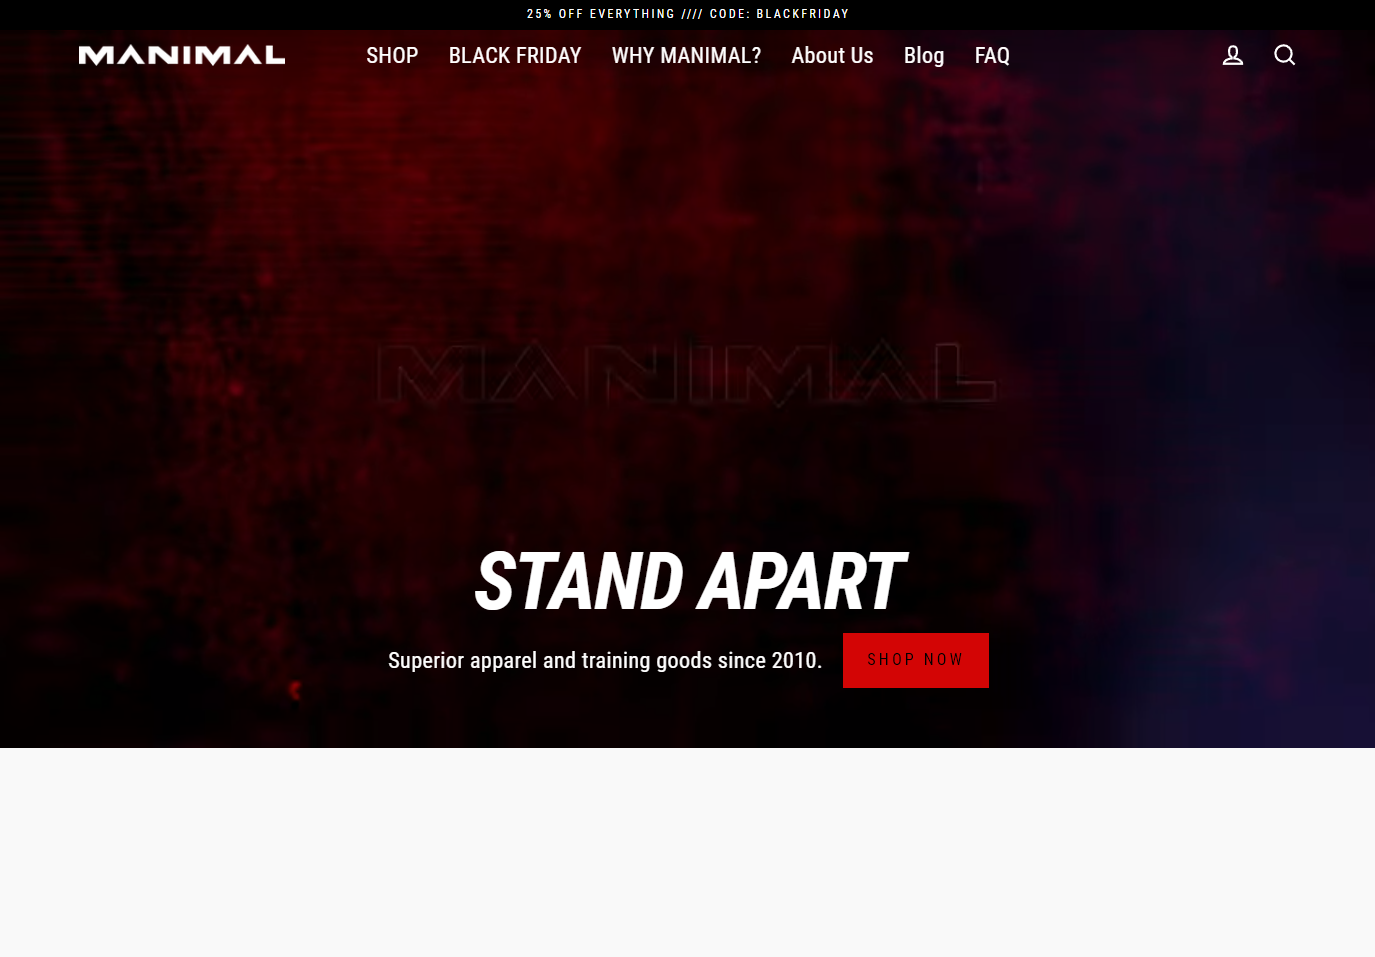 25% OFF EVERYTHING //// CODE: BLACKFRIDAY
MANIMAL SHOP BLACK FRIDAY WHY MANIMAL? About Us Blog FAQ
MANIMAL
STAND APART
Superior apparel and training goods since 2010. SHOP NOW